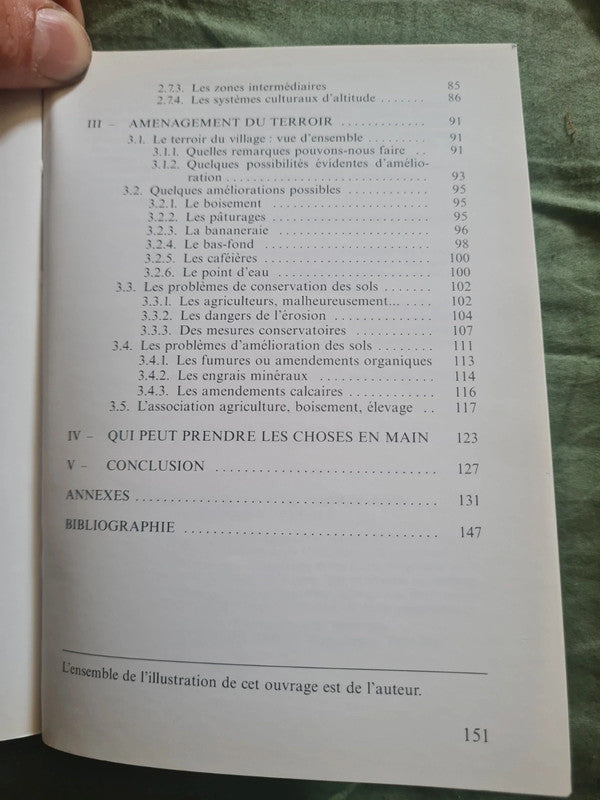 2.7.3. Les zones intermédiaires 85
2.7.4. Les systèmes culturaux d'altitude ....... 86
III – AMENAGEMENT DU TERROIR ............. 91
3.1. Le terroir du village : vue d'ensemble ......... 91
3.1.1. Quelles remarques pouvons-nous faire .. 91
3.1.2. Quelques possibilités évidentes d'amélio-
ration ............................ 93
3.2. Quelques améliorations possibles ............ 95
3.2.1. Le boisement ...................... 95
3.2.2. Les pâturages ...................... 95
3.2.3. La bananeraie ..................... 96
3.2.4. Le bas-fond ....................... 98
3.2.5. Les caféières ...................... 100
3.2.6. Le point d'eau ..................... 100
3.3. Les problèmes de conservation des sols ....... 102
3.3.1. Les agriculteurs, malheureusement... .... 102
3.3.2. Les dangers de l'érosion ............. 104
3.3.3. Des mesures conservatoires ........... 107
3.4. Les problèmes d'amélioration des sols ........ 111
3.4.1. Les fumures ou amendements organiques 113
3.4.2. Les engrais minéraux ............... 114
3.4.3. Les amendements calcaires ........... 116
3.5. L'association agriculture, boisement, élevage .. 117
IV – QUI PEUT PRENDRE LES CHOSES EN MAIN 123
V – CONCLUSION ............................. 127
ANNEXES ....................................... 131
BIBLIOGRAPHIE ................................. 147
L'ensemble de l'illustration de cet ouvrage est de l'auteur.
151